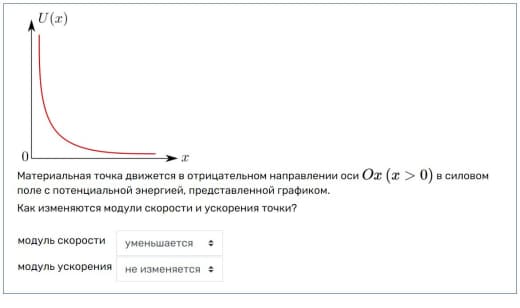 U(x)
0
x
Материальная точка движется в отрицательном направлении оси Ox (x > 0) в силовом
поле с потенциальной энергией, представленной графиком.
Как изменяются модули скорости и ускорения точки?
модуль скорости уменьшается
модуль ускорения не изменяется